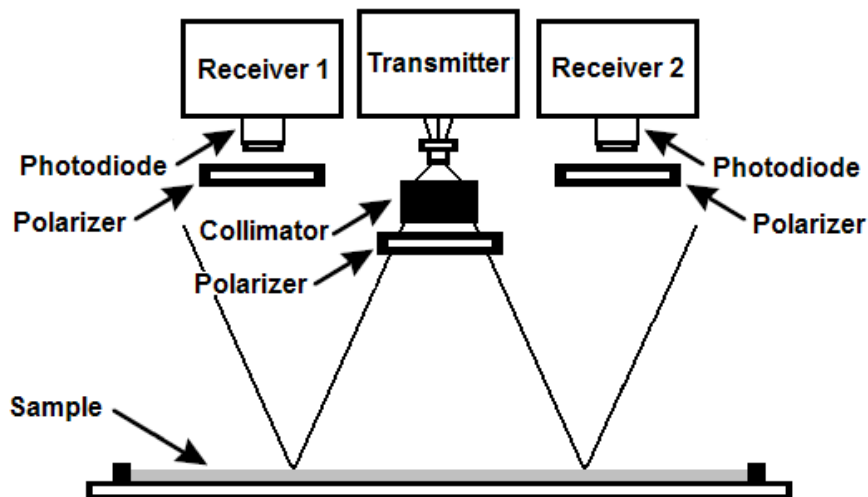 Receiver 1
Transmitter
Receiver 2
Photodiode
Photodiode
Polarizer
Collimator
Polarizer
Polarizer
Sample